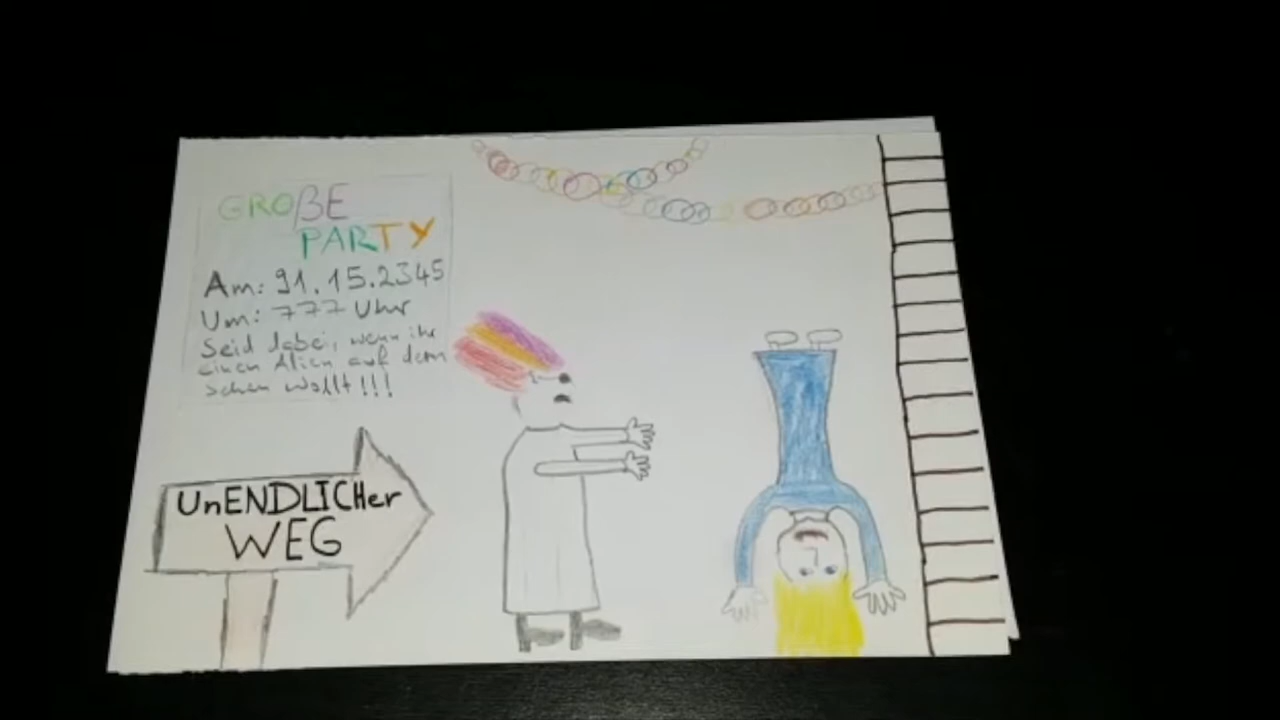 GROßE
PARTY
Am: 91.15.2345
Um: 777 Uhr
Seid dabei, wenn ihr
einen Alien auf dem
sehen wollt!!!
UnENDLICHer
WEG